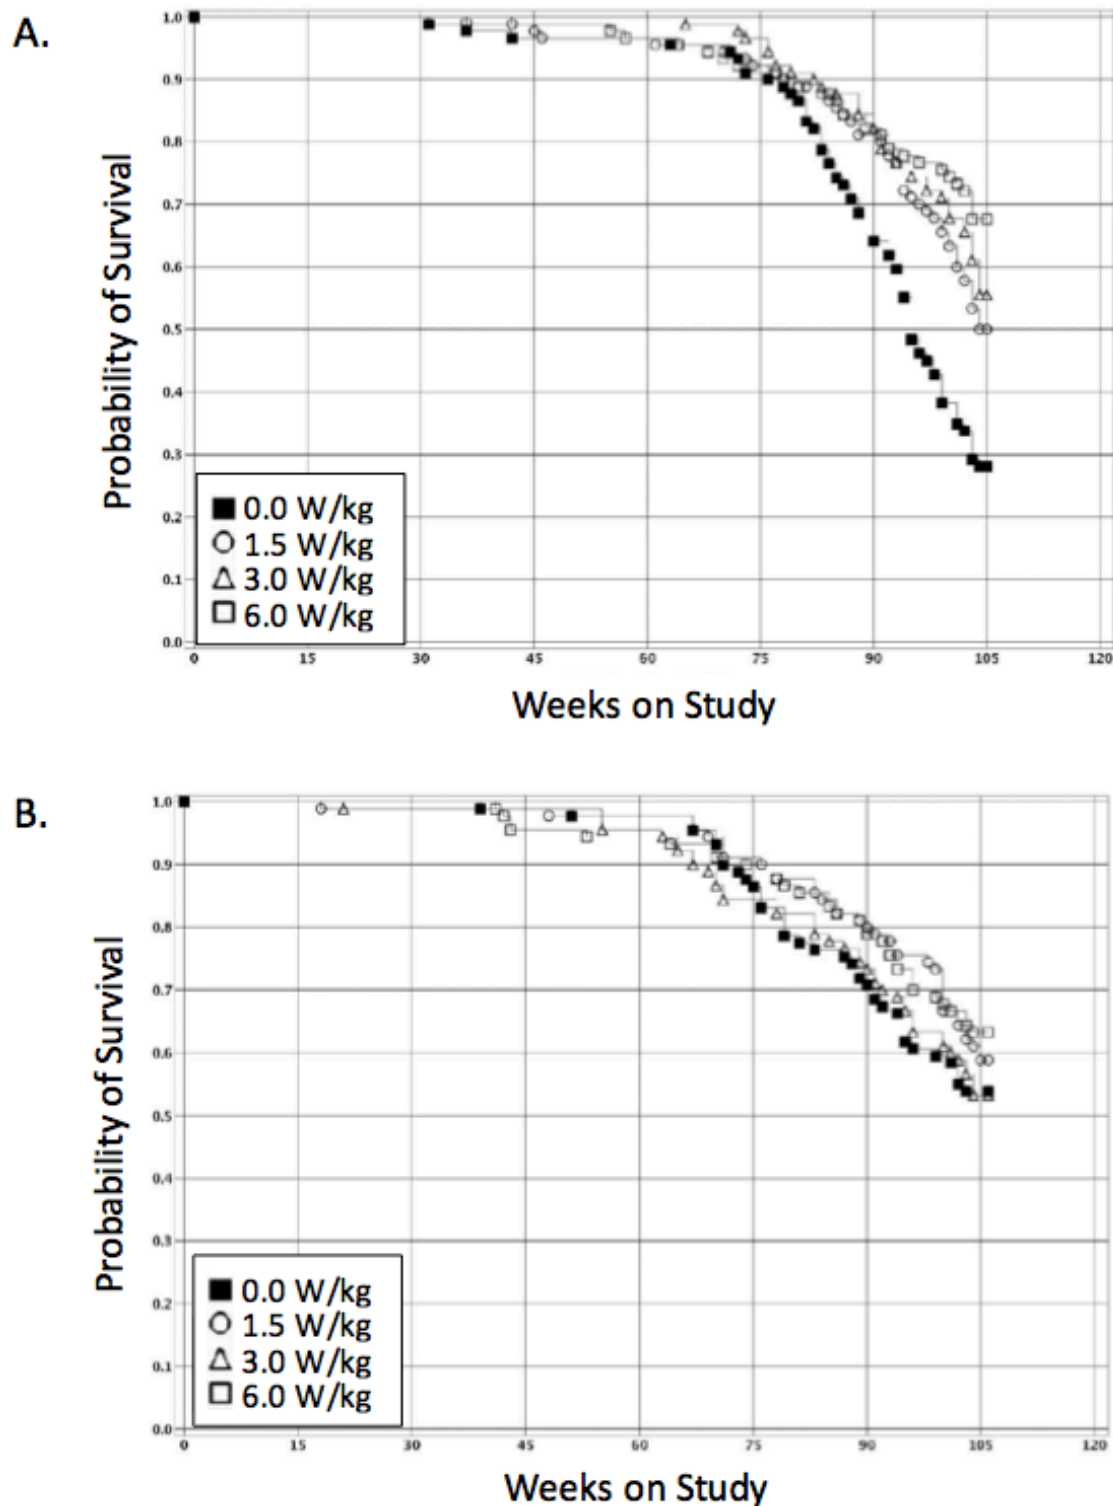 A.
1.0
0.9
0.8
0.7
0.6
0.5
0.4
0.3
0.2
0.1
0.0
Probability of Survival
0.0 W/kg
1.5 W/kg
3.0 W/kg
6.0 W/kg
0 15 30 45 60 75 90 105 120
Weeks on Study
B.
1.0
0.9
0.8
0.7
0.6
0.5
0.4
0.3
0.2
0.1
0.0
Probability of Survival
0.0 W/kg
1.5 W/kg
3.0 W/kg
6.0 W/kg
0 15 30 45 60 75 90 105 120
Weeks on Study